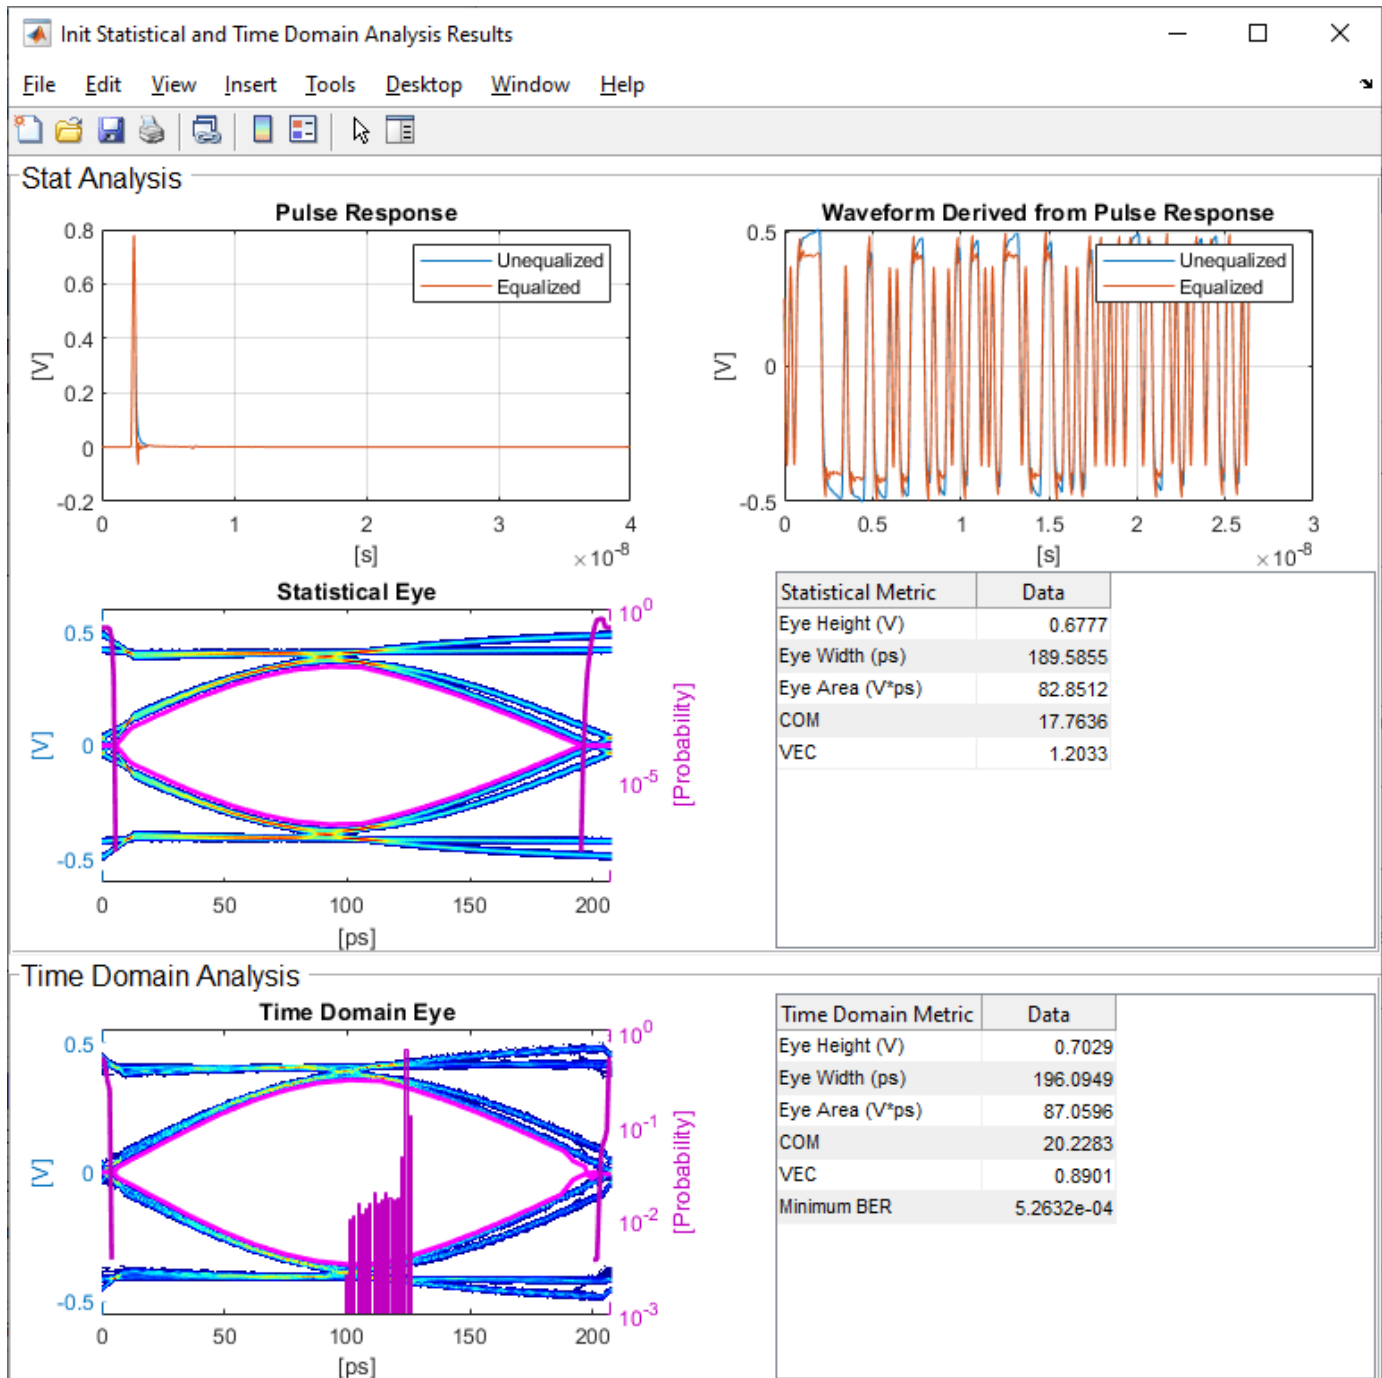 Init Statistical and Time Domain Analysis Results
File Edit View Insert Tools Desktop Window Help
Stat Analysis
Pulse Response
0.8
0.6
0.4
0.2
0
-0.2
[V]
Unequalized
Equalized
0 1 2 3 4
[s]
×10^-8
Waveform Derived from Pulse Response
0.5
0
-0.5
[V]
Unequalized
Equalized
0 0.5 1 1.5 2 2.5 3
[s]
×10^-8
Statistical Eye
0.5
0
-0.5
[V]
10^0
10^-5
[Probability]
0 50 100 150 200
[ps]
Statistical Metric Data
Eye Height (V) 0.6777
Eye Width (ps) 189.5855
Eye Area (V*ps) 82.8512
COM 17.7636
VEC 1.2033
Time Domain Analysis
Time Domain Eye
0.5
0
-0.5
[V]
10^0
10^-1
10^-2
10^-3
[Probability]
0 50 100 150 200
[ps]
Time Domain Metric Data
Eye Height (V) 0.7029
Eye Width (ps) 196.0949
Eye Area (V*ps) 87.0596
COM 20.2283
VEC 0.8901
Minimum BER 5.2632e-04